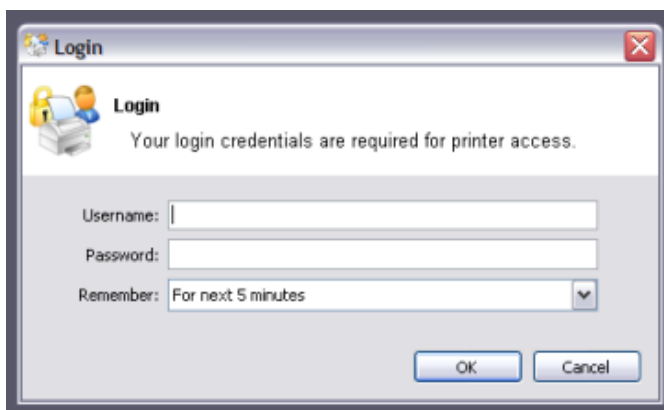 Login
Login
Your login credentials are required for printer access.
Username:
Password:
Remember: For next 5 minutes
OK Cancel